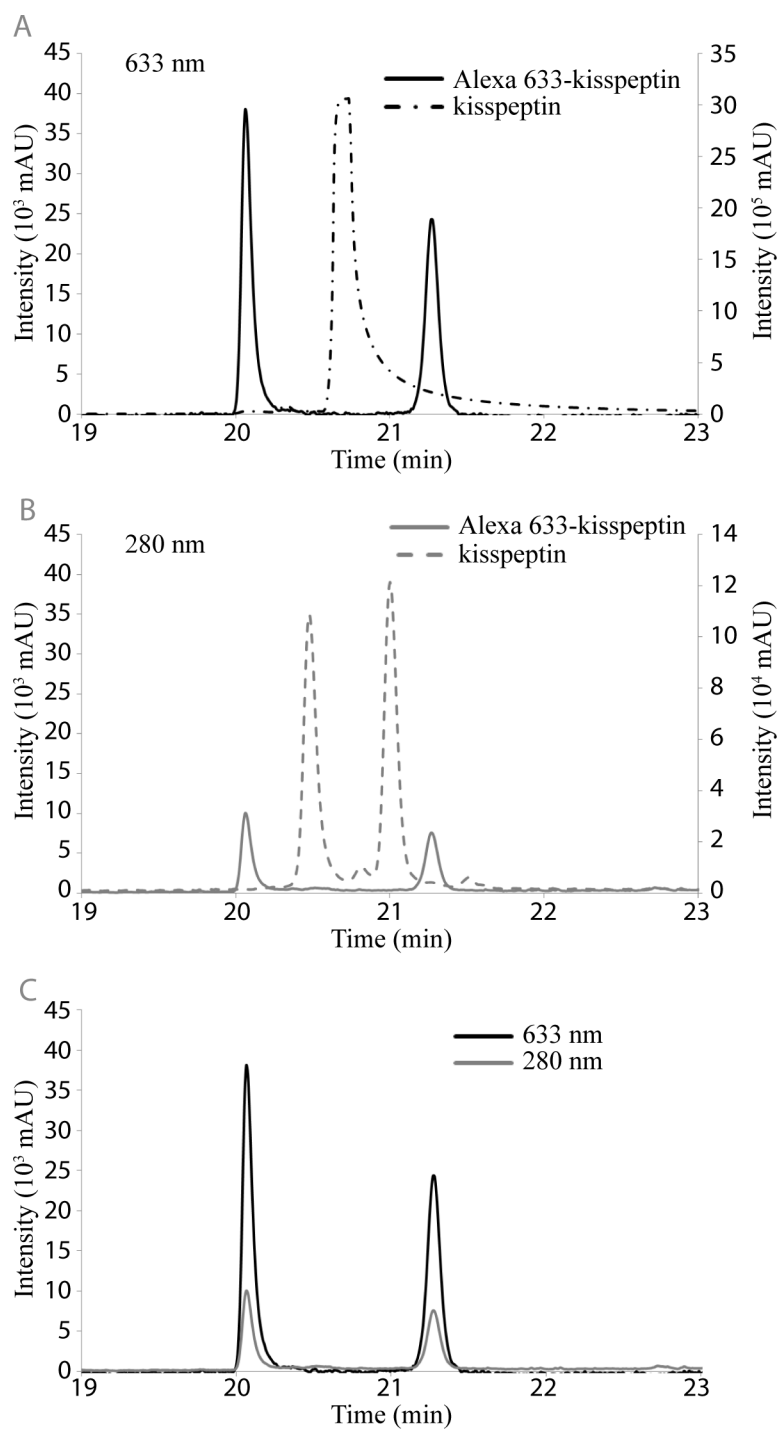 A
633 nm
Alexa 633-kisspeptin
kisspeptin
45
40
35
30
25
20
15
10
5
0
35
30
20
15
10
5
0
Intensity (10³ mAU)
Intensity (10⁵ mAU)
19 20 21 22 23
Time (min)
B
280 nm
Alexa 633-kisspeptin
kisspeptin
45
40
35
30
25
20
15
10
5
0
14
12
10
8
6
4
2
0
Intensity (10³ mAU)
Intensity (10⁴ mAU)
19 20 21 22 23
Time (min)
C
633 nm
280 nm
45
40
35
30
25
20
15
10
5
0
Intensity (10³ mAU)
19 20 21 22 23
Time (min)